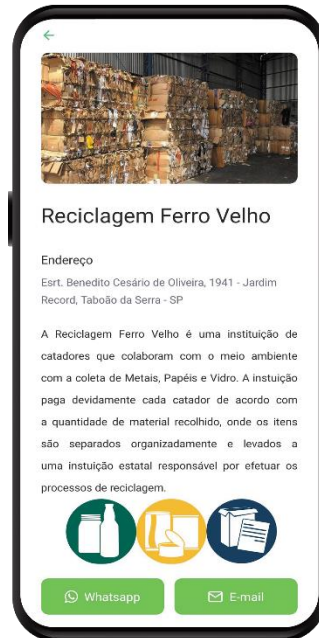 Reciclagem Ferro Velho
Endereço
Esrt. Benedito Cesário de Oliveira, 1941 - Jardim
Record, Taboão da Serra - SP
A Reciclagem Ferro Velho é uma instituição de
catadores que colaboram com o meio ambiente
com a coleta de Metais, Papéis e Vidro. A instuição
paga devidamente cada catador de acordo com
a quantidade de material recolhido, onde os itens
são separados organizadamente e levados a
uma instuição estatal responsável por efetuar os
processos de reciclagem.
Whatsapp
E-mail